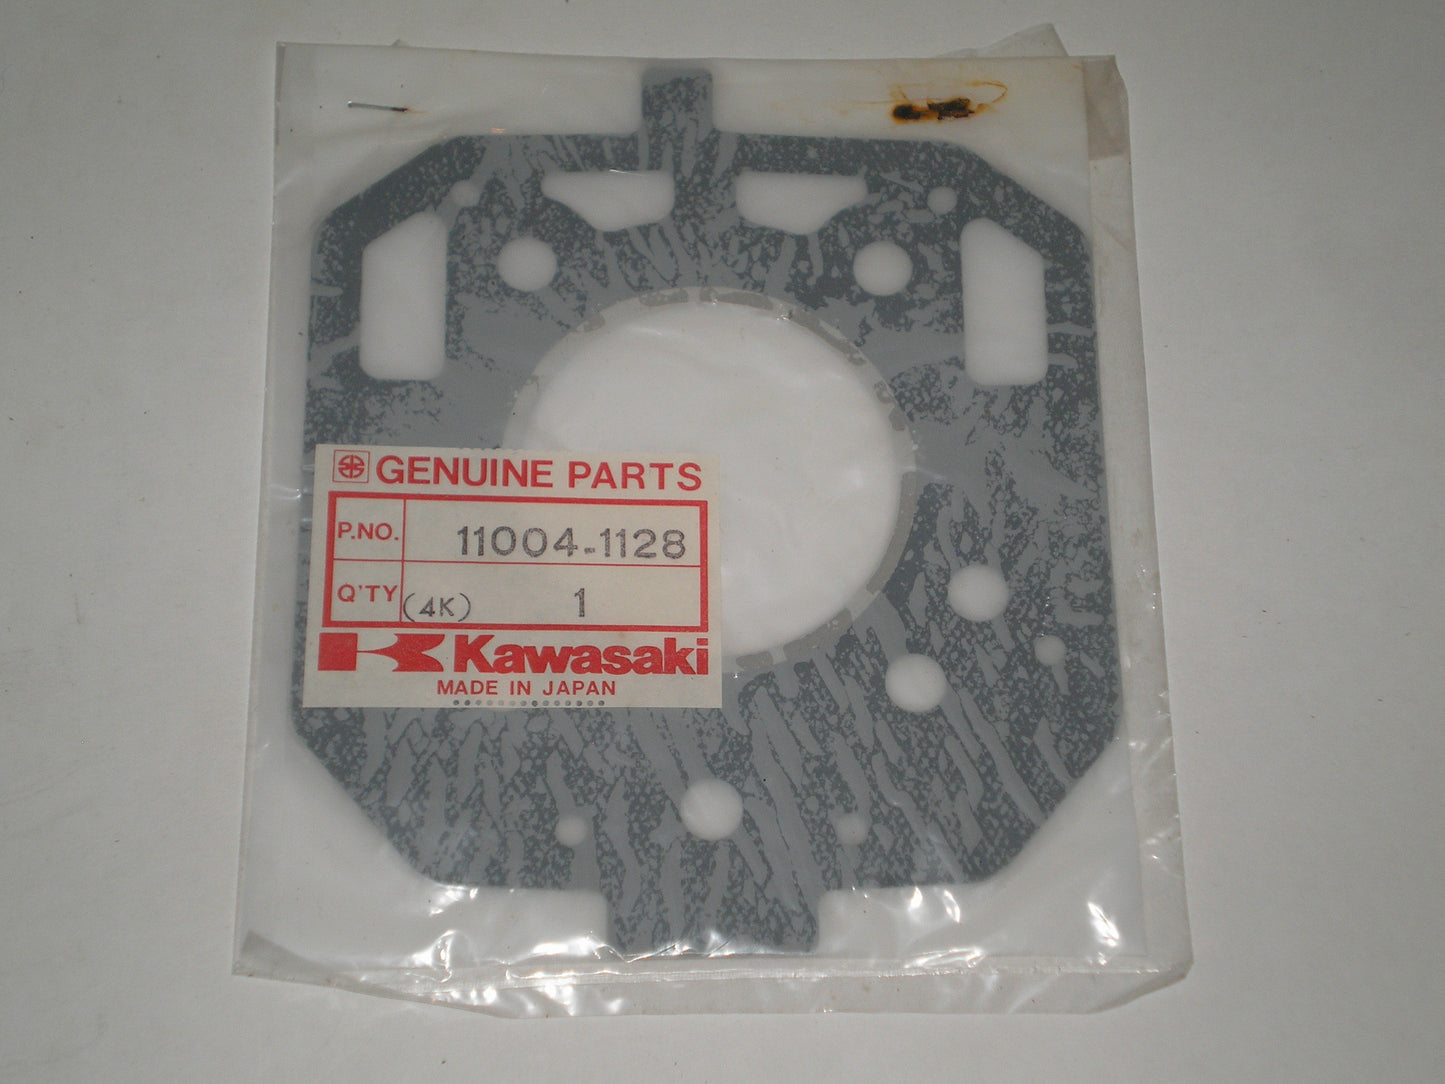 GENUINE PARTS
P.NO. 11004-1128
Q'TY (4K) 1
Kawasaki
MADE IN JAPAN